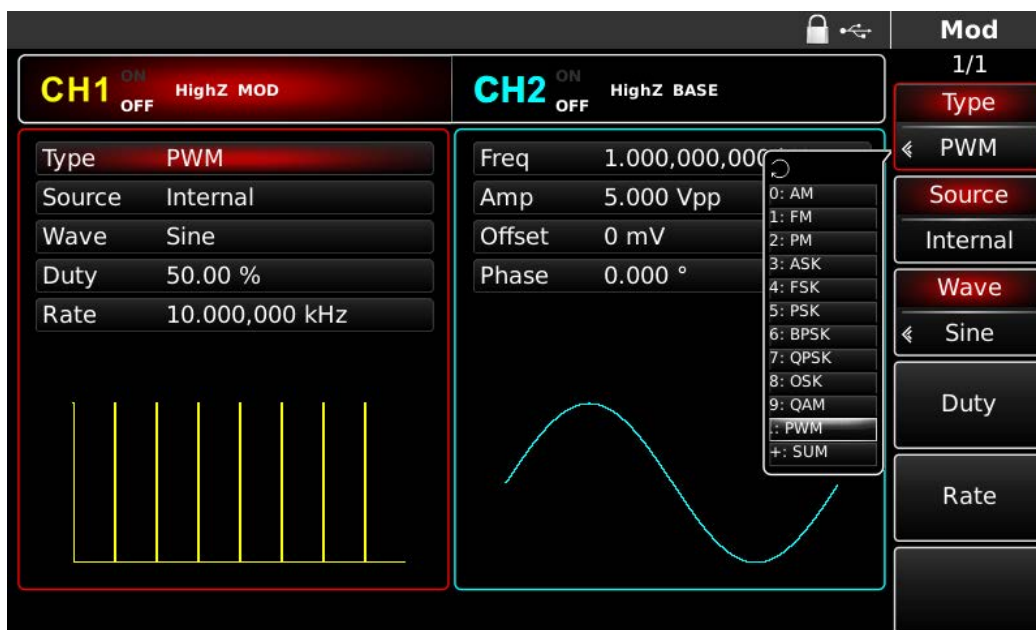 Mod
1/1
CH1 ON OFF HighZ MOD
CH2 ON OFF HighZ BASE
Type PWM
Source Internal
Wave Sine
Duty 50.00 %
Rate 10.000,000 kHz
Freq 1.000,000,000
Amp 5.000 Vpp
Offset 0 mV
Phase 0.000 °
0: AM
1: FM
2: PM
3: ASK
4: FSK
5: PSK
6: BPSK
7: QPSK
8: OSK
9: QAM
.: PWM
+: SUM
Type
PWM
Source
Internal
Wave
Sine
Duty
Rate